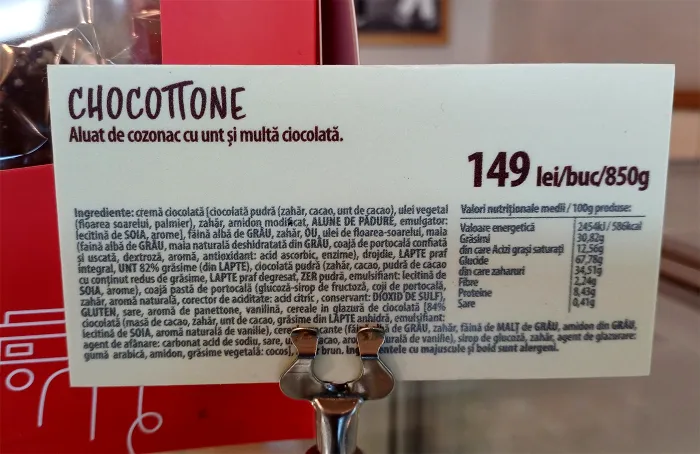 CHOCOTTONE
Aluat de cozonac cu unt și multă ciocolată.
149 lei/buc/850g
Ingrediente: cremă ciocolată [ciocolată pudră (zahăr, cacao, unt de cacao), ulei vegetal
(floarea soarelui, palmier), zahăr, amidon modificat, ALUNE DE PĂDURE, emulgator:
lecitină de SOIA, arome], făină albă de GRÂU, zahăr, OU, ulei de floarea-soarelui, maia
(făină albă de GRÂU, maia naturală deshidratată din GRÂU, coajă de portocală confiată
și uscată, dextroză, aromă, antioxidant: acid ascorbic, enzime), drojdie, LAPTE praf
integral, UNT 82% grăsime (din LAPTE), ciocolată pudră (zahăr, cacao, pudră de cacao
cu conținut redus de grăsime, LAPTE praf degresat, ZER pudră, emulsifiant: lecitină de
SOIA, arome), coajă pastă de portocală (glucoză-sirop de fructoză, coji de portocală,
zahăr, aromă naturală, corector de aciditate: acid citric, conservant: DIOXID DE SULF),
GLUTEN, sare, aromă de panettone, vanilină, cereale in glazură de ciocolată [84%
ciocolată (masă de cacao, zahăr, unt de cacao, grăsime din LAPTE anhidră, emulsifiant:
lecitină de SOIA, aromă naturală de vanilie), cereale crocante (făină de GRÂU, zahăr, făină de MALT de GRÂU, amidon din GRÂU,
agent de afânare: carbonat acid de sodiu, sare, cacao, aromă naturală de vanilie), sirop de glucoză, zahăr, agent de glazurare:
gumă arabică, amidon, grăsime vegetală: cocos], brun. Ingredientele cu majuscule și bold sunt alergeni.
Valori nutriționale medii / 100g produse:
Valoare energetică 2454kj / 586kcal
Grăsimi 30,82g
din care Acizi grași saturați 12,56g
Glucide 67,78g
din care zaharuri 34,51g
Fibre 2,24g
Proteine 8,43g
Sare 0,41g